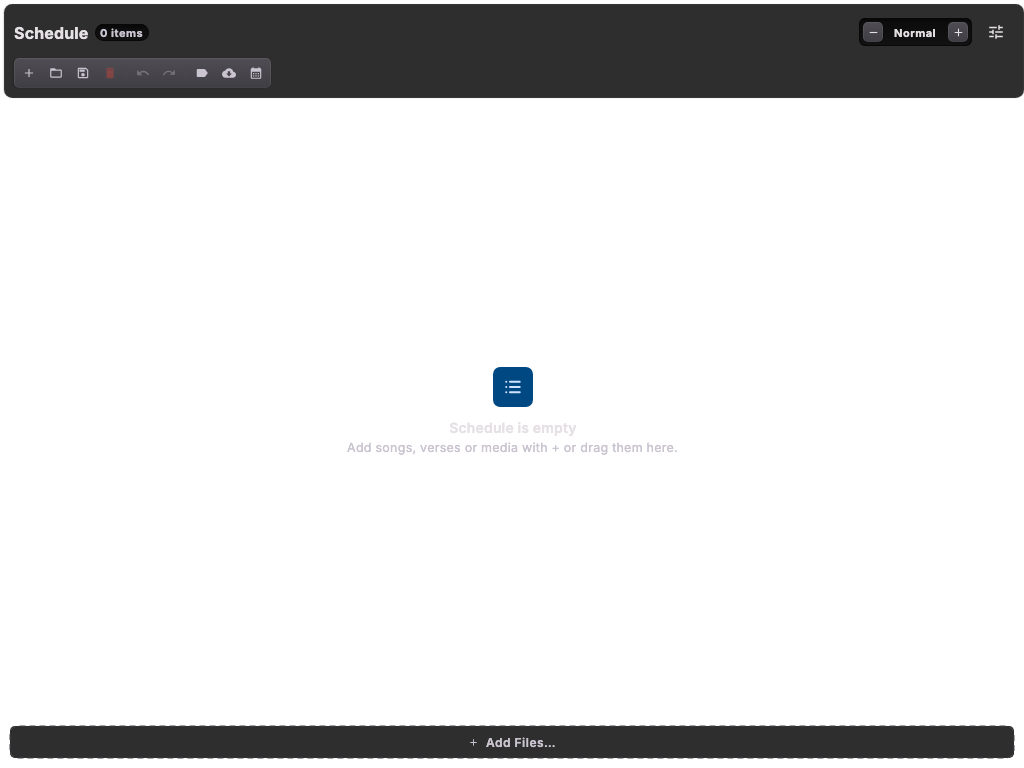 Schedule 0 items
Normal
Schedule is empty
Add songs, verses or media with + or drag them here.
+ Add Files...